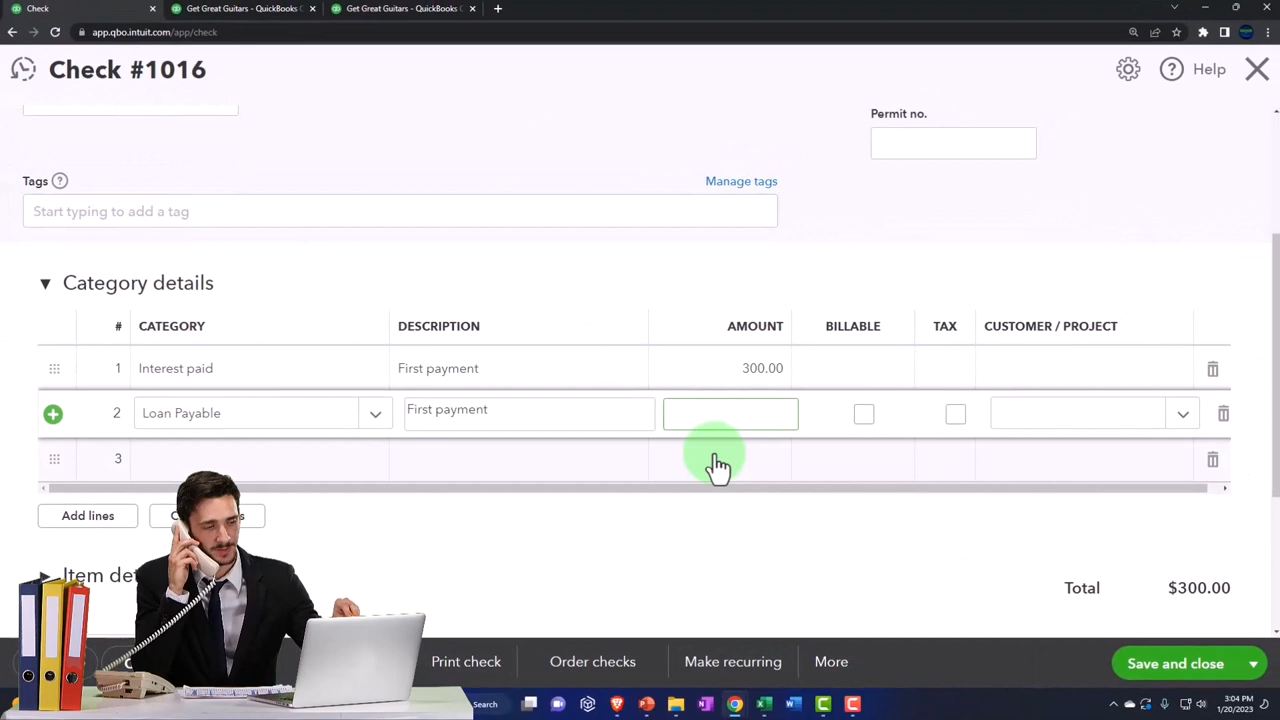 Check
Get Great Guitars - QuickBooks C
Get Great Guitars - QuickBooks C
app.qbo.intuit.com/app/check
Check #1016
Help
Permit no.
Tags
Manage tags
Start typing to add a tag
Category details
# CATEGORY DESCRIPTION AMOUNT BILLABLE TAX CUSTOMER / PROJECT
1 Interest paid First payment 300.00
2 Loan Payable First payment
3
Add lines
Item det
Total $300.00
Print check Order checks Make recurring More Save and close
Search
3:04 PM
1/20/2023